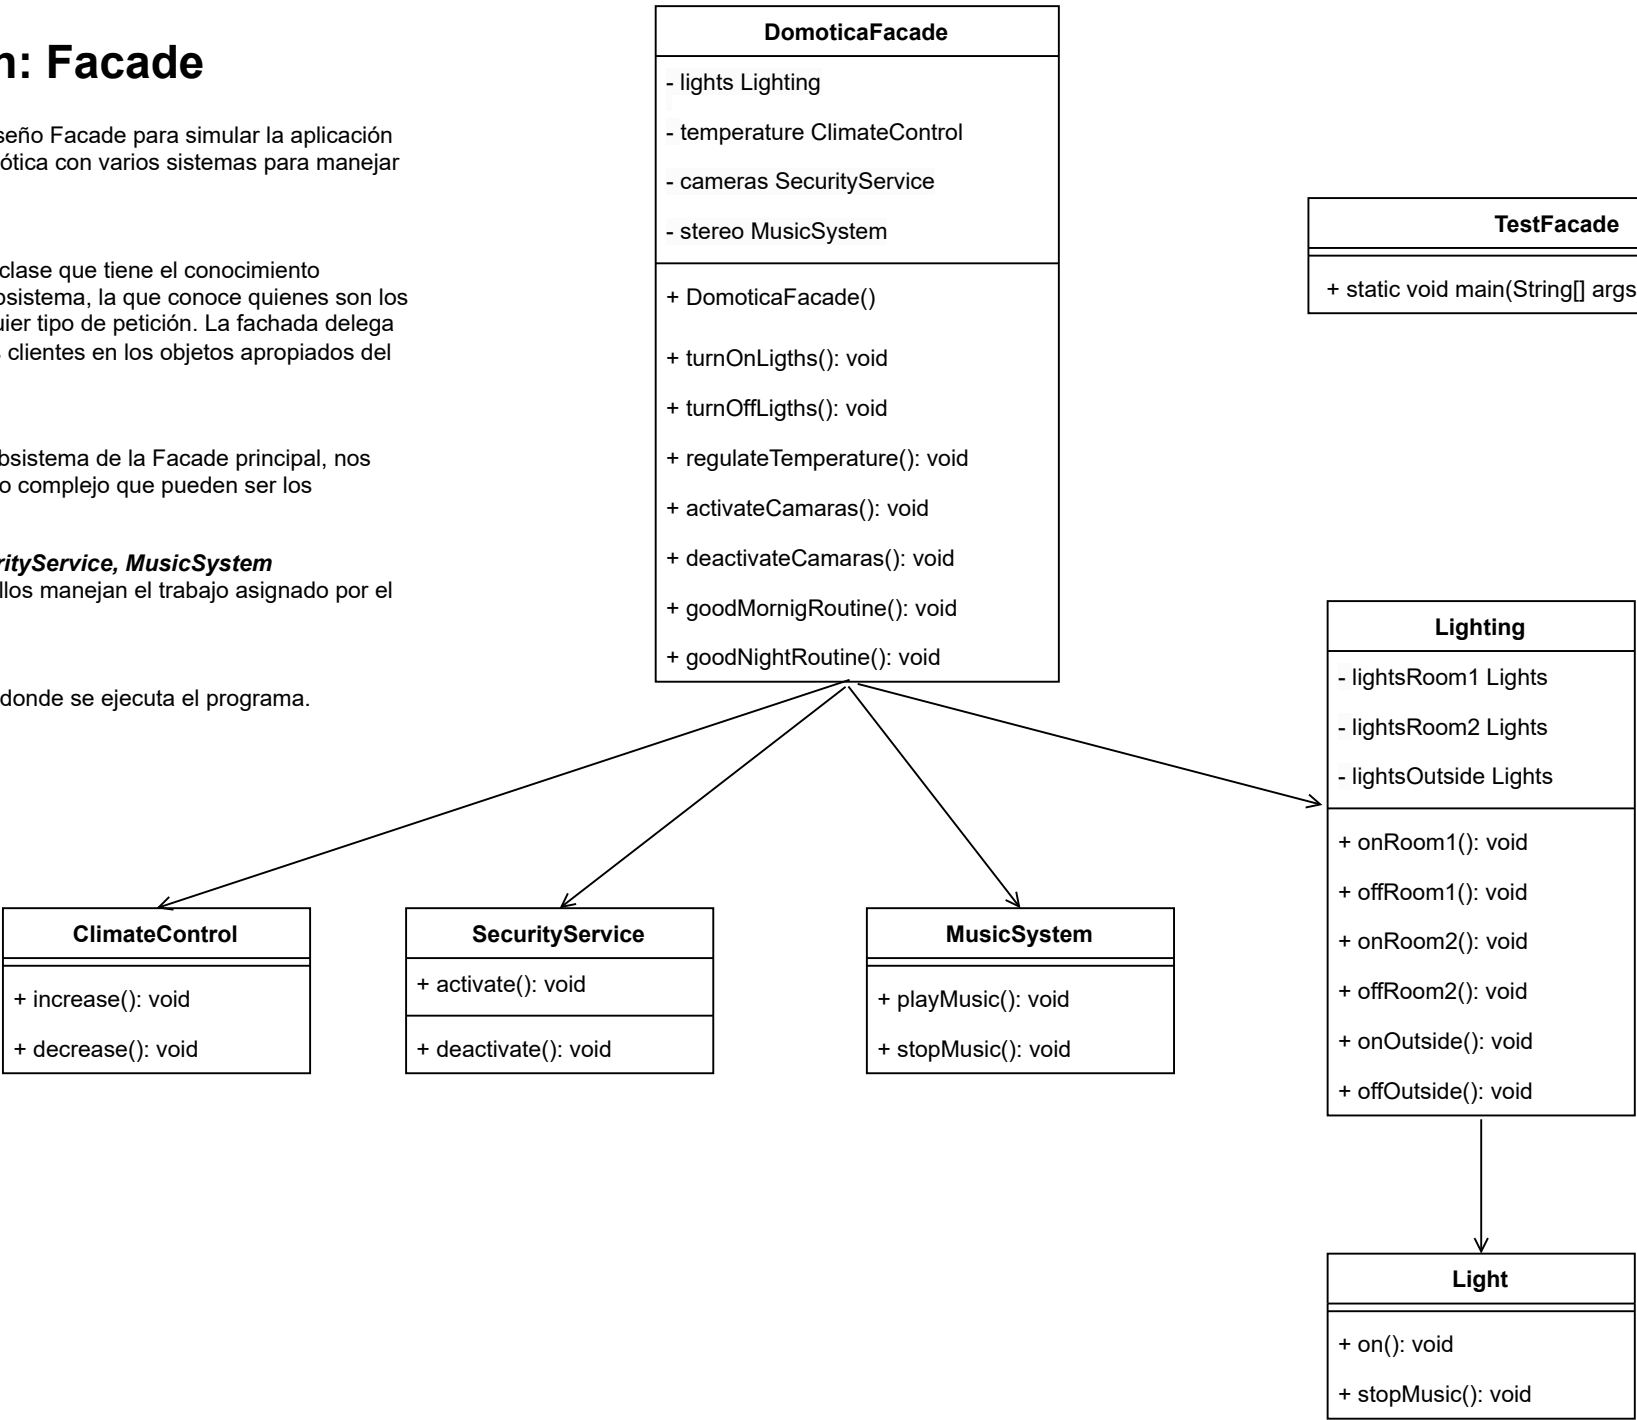 n: Facade
seño Facade para simular la aplicación
ótica con varios sistemas para manejar
clase que tiene el conocimiento
osistema, la que conoce quienes son los
uier tipo de petición. La fachada delega
s clientes en los objetos apropiados del
bsistema de la Facade principal, nos
o complejo que pueden ser los
rityService, MusicSystem
llos manejan el trabajo asignado por el
donde se ejecuta el programa.
DomoticaFacade
- lights Lighting
- temperature ClimateControl
- cameras SecurityService
- stereo MusicSystem
+ DomoticaFacade()
+ turnOnLigths(): void
+ turnOffLigths(): void
+ regulateTemperature(): void
+ activateCamaras(): void
+ deactivateCamaras(): void
+ goodMornigRoutine(): void
+ goodNightRoutine(): void
TestFacade
+ static void main(String[] args
Lighting
- lightsRoom1 Lights
- lightsRoom2 Lights
- lightsOutside Lights
+ onRoom1(): void
+ offRoom1(): void
+ onRoom2(): void
+ offRoom2(): void
+ onOutside(): void
+ offOutside(): void
ClimateControl
+ increase(): void
+ decrease(): void
SecurityService
+ activate(): void
+ deactivate(): void
MusicSystem
+ playMusic(): void
+ stopMusic(): void
Light
+ on(): void
+ stopMusic(): void